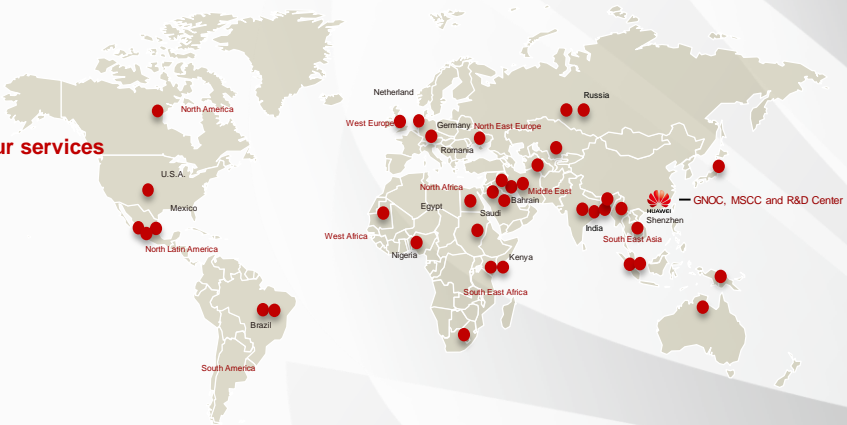 Netherland
Russia
North America
West Europe
Germany
North East Europe
ur services
Romania
U.S.A.
North Africa
Middle East
Bahrain
HUAWEI
GNOC, MSCC and R&D Center
Mexico
Egypt
Saudi
Shenzhen
India
West Africa
South East Asia
North Latin America
Nigeria
Kenya
South East Africa
Brazil
South America